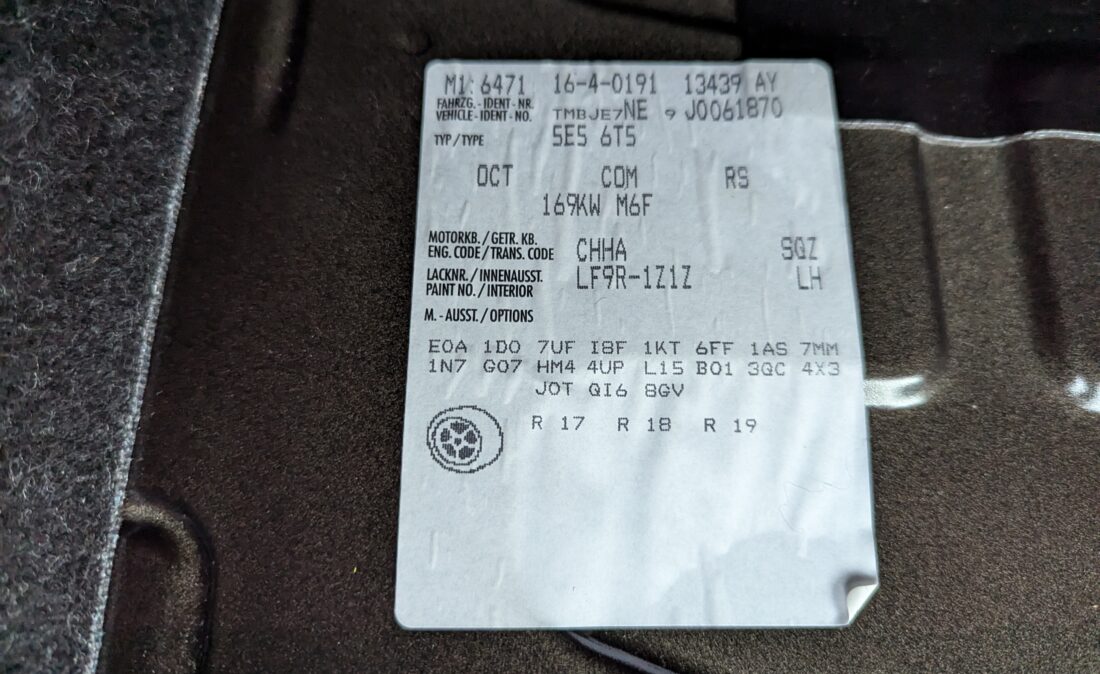 M1: 6471 16-4-0191 13439 AY
FAHRZG.-IDENT-NR.
VEHICLE-IDENT-NO. TMBJE7NE 9 J0061870
TYP/TYPE 5E5 6T5
OCT COM RS
169KW M6F
MOTORKB./GETR. KB.
ENG. CODE/TRANS. CODE CHHA SQZ
LACKNR./INNENAUSST. LF9R-1Z1Z LH
PAINT NO./INTERIOR
M.-AUSST./OPTIONS
E0A 1D0 7UF I8F 1KT 6FF 1AS 7MM
1N7 G07 HM4 4UP L15 B01 3QC 4X3
J0T QI6 8GV
R 17 R 18 R 19